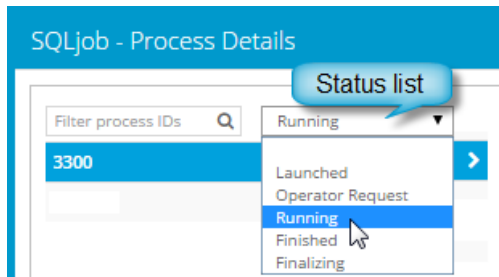 SQLjob - Process Details
Status list
Filter process IDs
Running
3300
Launched
Operator Request
Running
Finished
Finalizing